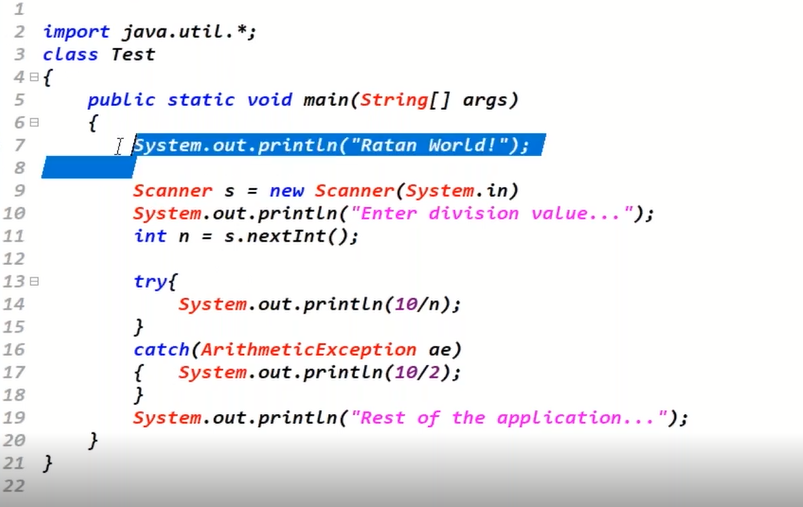 1
2 import java.util.*;
3 class Test
4 {
5 public static void main(String[] args)
6 {
7 System.out.println("Ratan World!");
8
9 Scanner s = new Scanner(System.in)
10 System.out.println("Enter division value...");
11 int n = s.nextInt();
12
13 try{
14 System.out.println(10/n);
15 }
16 catch(ArithmeticException ae)
17 { System.out.println(10/2);
18 }
19 System.out.println("Rest of the application...");
20 }
21 }
22